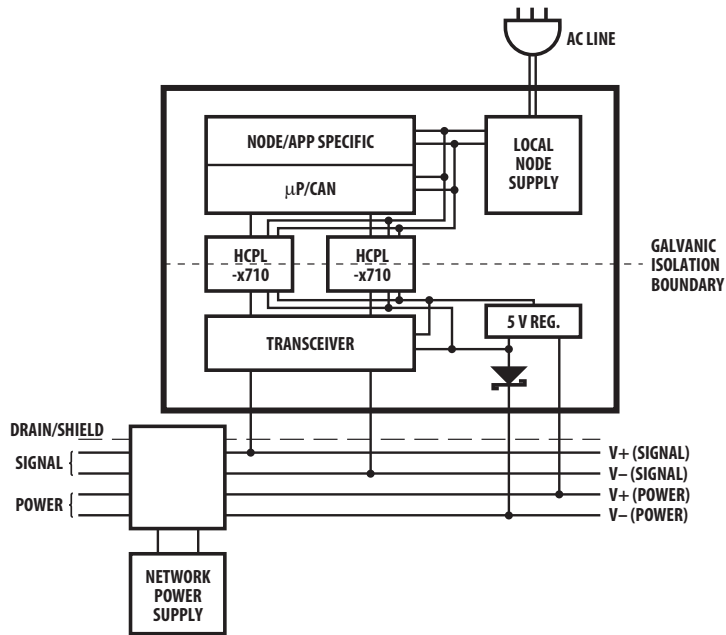 AC LINE
NODE/APP SPECIFIC
μP/CAN
LOCAL
NODE
SUPPLY
HCPL
-x710
HCPL
-x710
GALVANIC
ISOLATION
BOUNDARY
5 V REG.
TRANSCEIVER
DRAIN/SHIELD
SIGNAL
POWER
V+ (SIGNAL)
V– (SIGNAL)
V+ (POWER)
V– (POWER)
NETWORK
POWER
SUPPLY